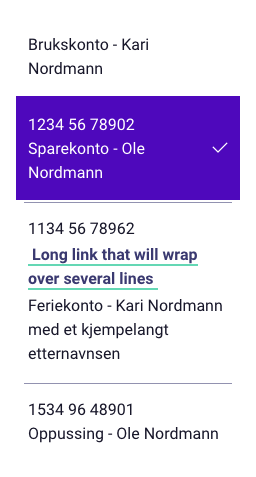 Brukskonto - Kari
Nordmann
1234 56 78902
Sparekonto - Ole
Nordmann
1134 56 78962
Long link that will wrap
over several lines
Feriekonto - Kari Nordmann
med et kjempelangt
etternavnsen
1534 96 48901
Oppussing - Ole Nordmann